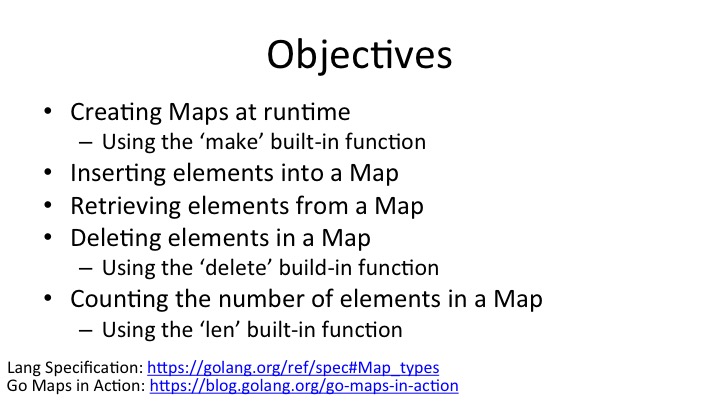 Objectives
• Creating Maps at runtime
– Using the ‘make’ built-in function
• Inserting elements into a Map
• Retrieving elements from a Map
• Deleting elements in a Map
– Using the ‘delete’ build-in function
• Counting the number of elements in a Map
– Using the ‘len’ built-in function
Lang Specification: https://golang.org/ref/spec#Map_types
Go Maps in Action: https://blog.golang.org/go-maps-in-action